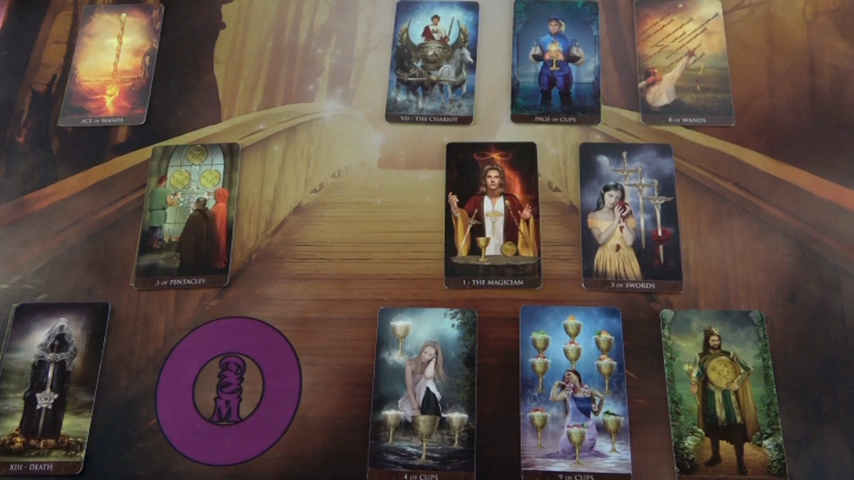 ACE OF WANDS
VII - THE CHARIOT
PAGE OF CUPS
8 OF WANDS
3 OF PENTACLES
I - THE MAGICIAN
3 OF SWORDS
XIII - DEATH
4 OF CUPS
9 OF CUPS